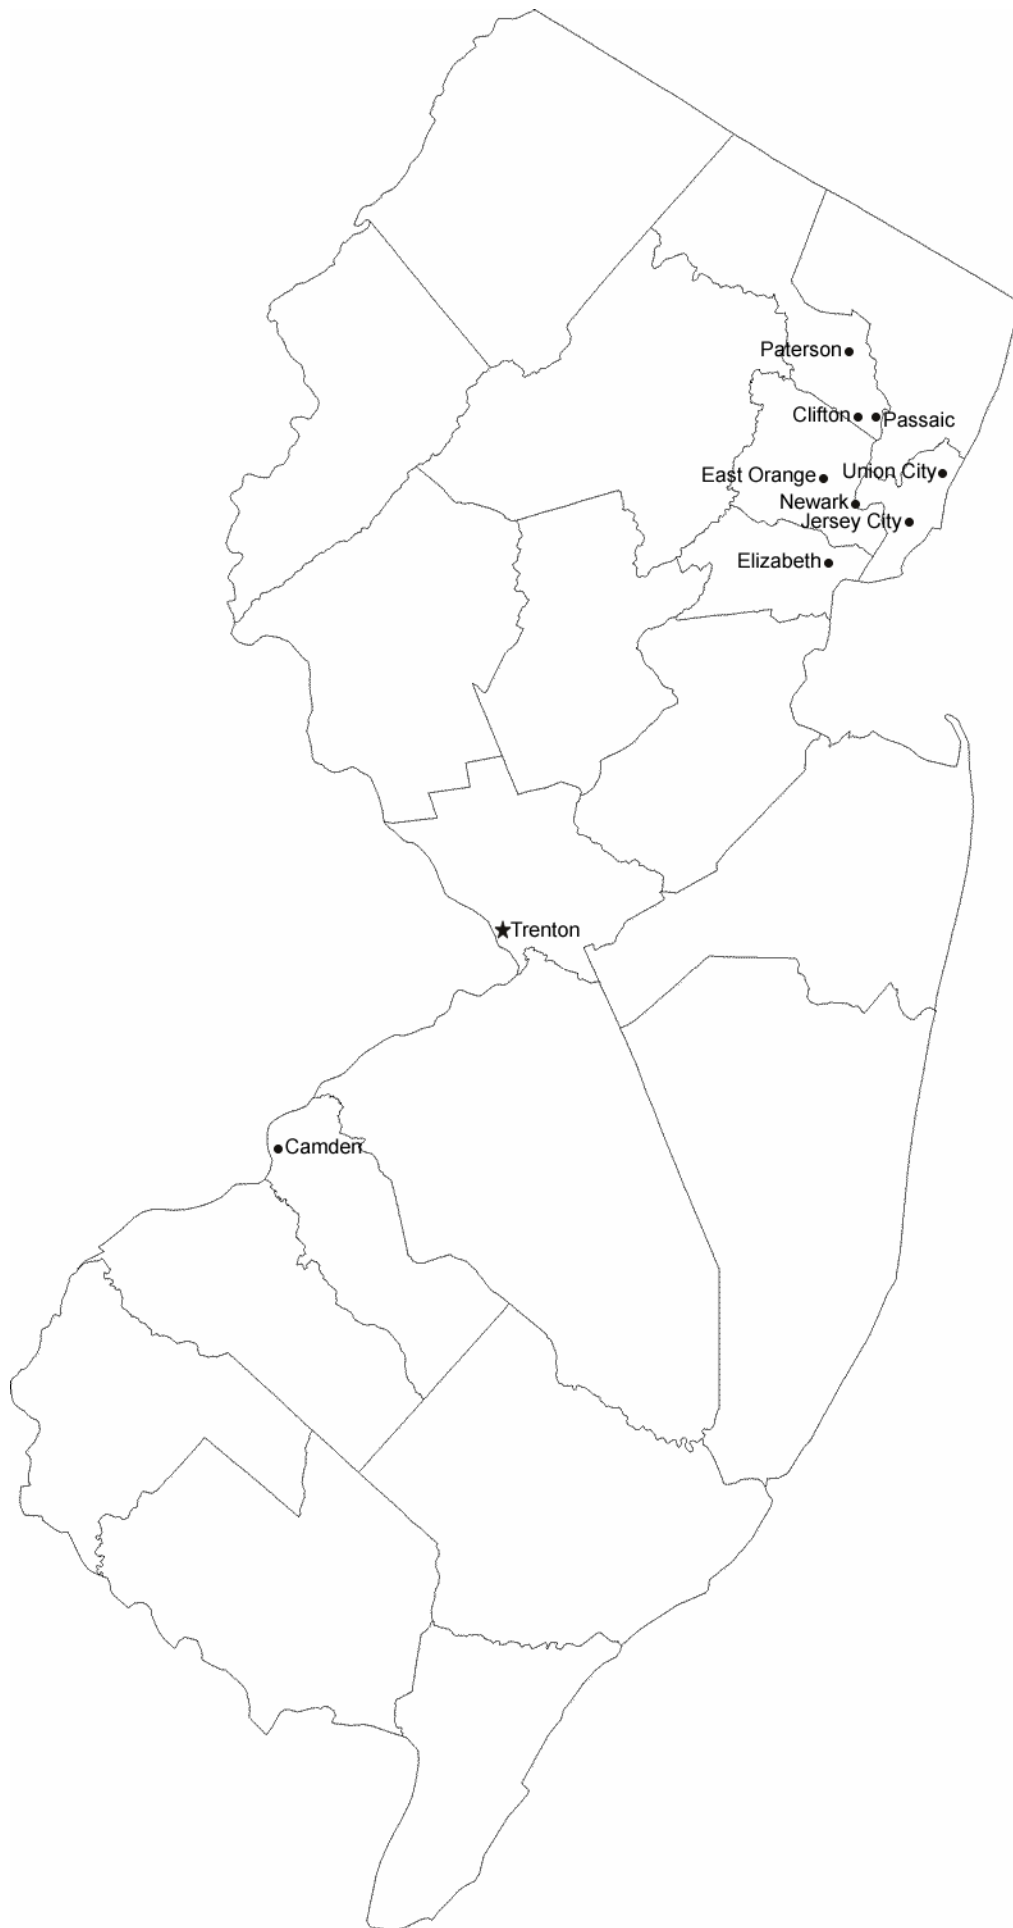 Paterson
Clifton
Passaic
East Orange
Union City
Newark
Jersey City
Elizabeth
Trenton
Camden